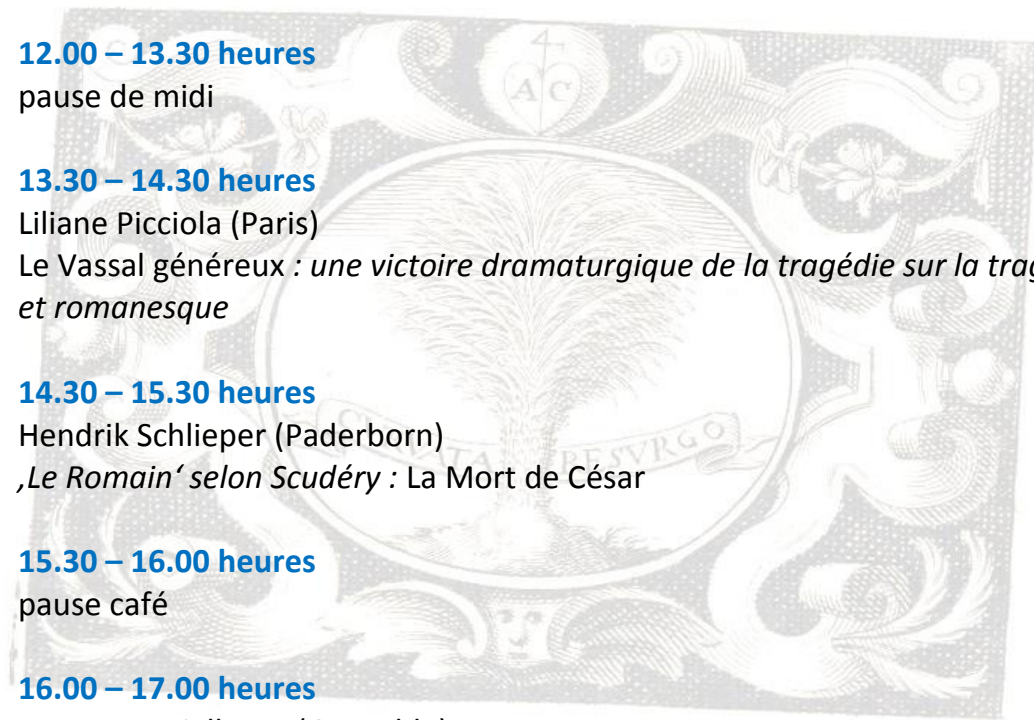 12.00 – 13.30 heures
pause de midi
13.30 – 14.30 heures
Liliane Picciola (Paris)
Le Vassal généreux : une victoire dramaturgique de la tragédie sur la
et romanesque
14.30 – 15.30 heures
Hendrik Schlieper (Paderborn)
‚Le Romain‘ selon Scudéry : La Mort de César
15.30 – 16.00 heures
pause café
16.00 – 17.00 heures
4
AC
RESVRGO